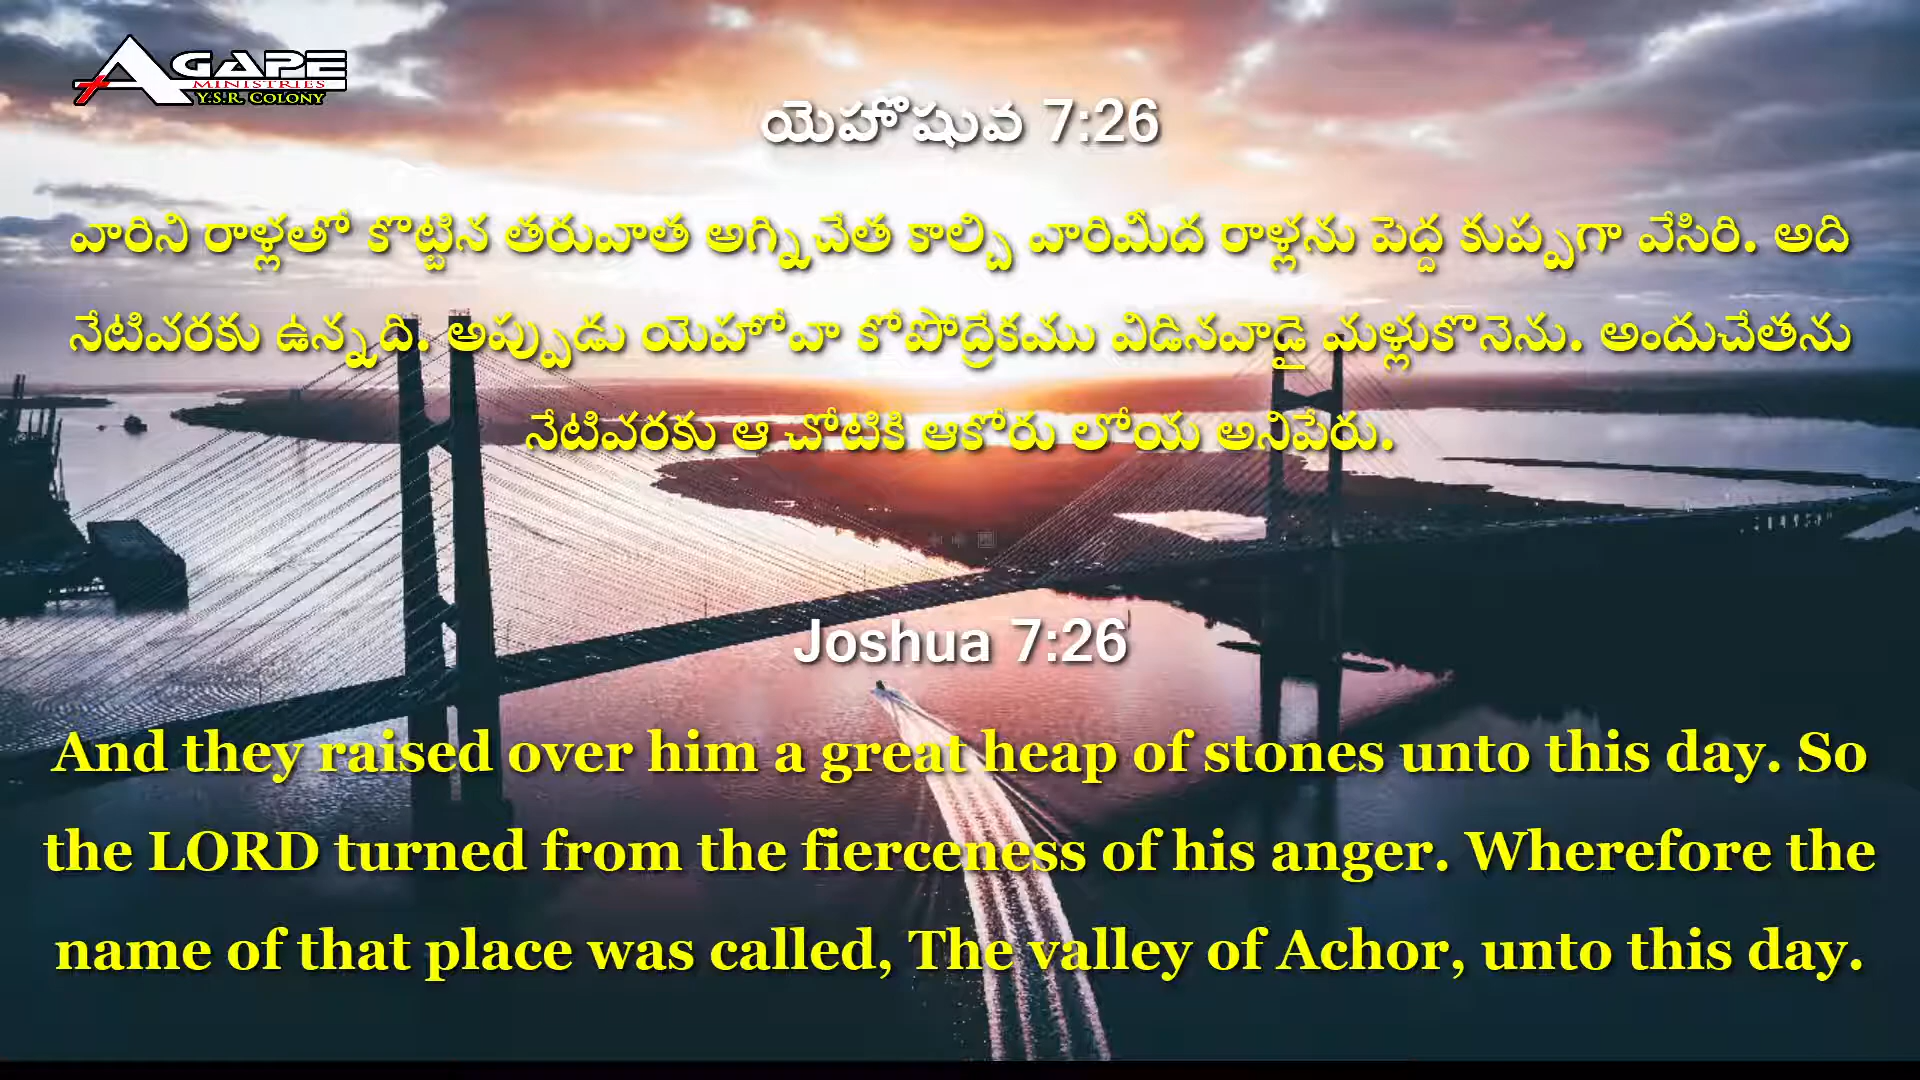 AGAPE
MINISTRIES
Y.S.R. COLONY
యెహోషువ 7:26
వారిని రాళ్లతో కొట్టిన తరువాత అగ్నిచేత కాల్చి వారిమీద రాళ్లను పెద్ద కుప్పగా వేసిరి. అది
నేటివరకు ఉన్నది. అప్పుడు యెహోవా కోపోద్రేకము విడినవాడై మళ్లుకొనెను. అందుచేతను
నేటివరకు ఆ చోటికి ఆకోరు లోయ అనిపేరు.
Joshua 7:26
And they raised over him a great heap of stones unto this day. So
the LORD turned from the fierceness of his anger. Wherefore the
name of that place was called, The valley of Achor, unto this day.